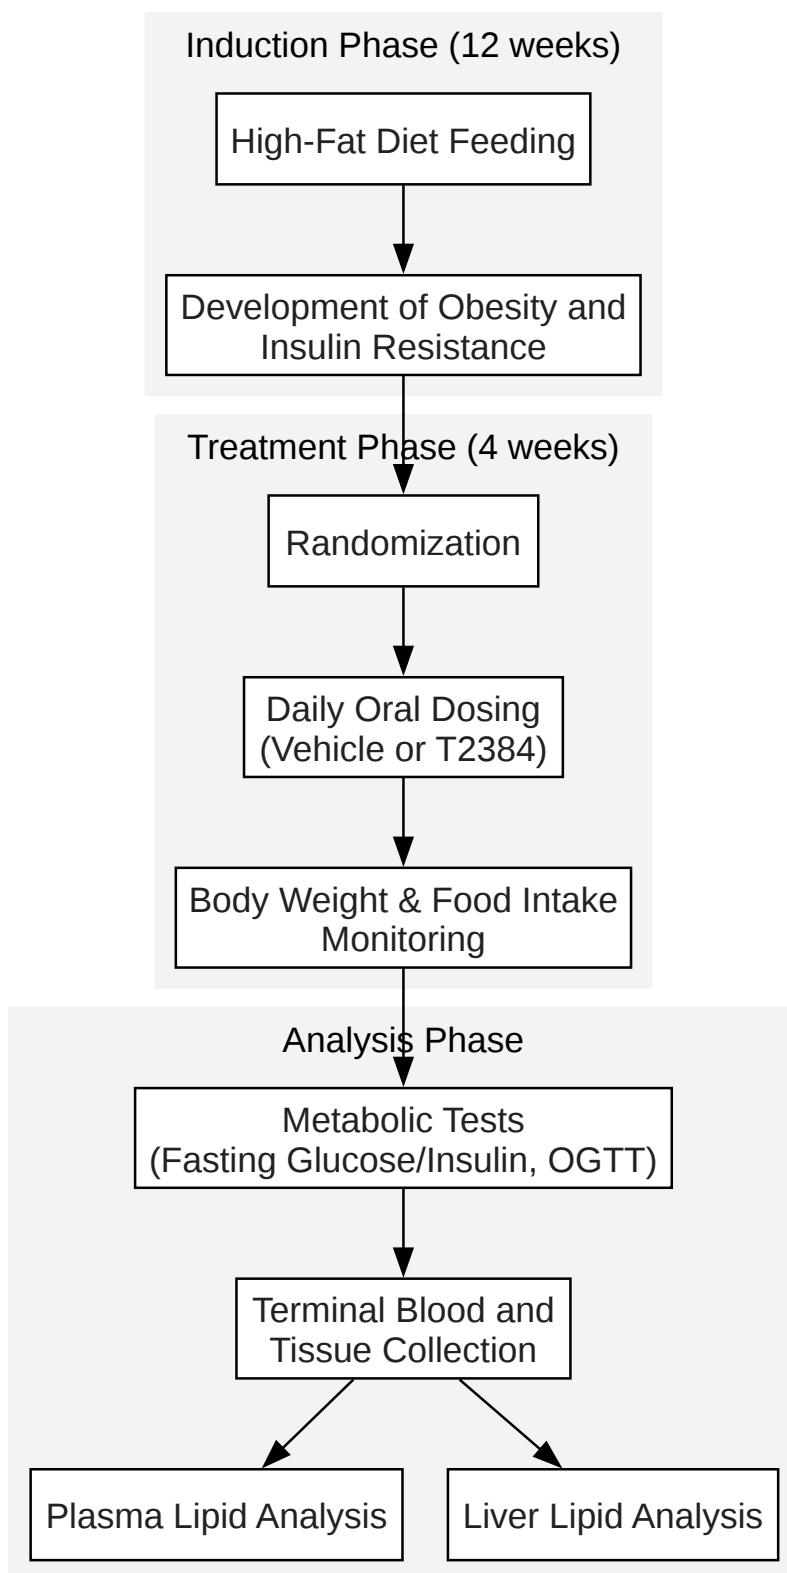 Induction Phase (12 weeks)
High-Fat Diet Feeding
Development of Obesity and
Insulin Resistance
Treatment Phase (4 weeks)
Randomization
Daily Oral Dosing
(Vehicle or T2384)
Body Weight & Food Intake
Monitoring
Analysis Phase
Metabolic Tests
(Fasting Glucose/Insulin, OGTT)
Terminal Blood and
Tissue Collection
Plasma Lipid Analysis
Liver Lipid Analysis